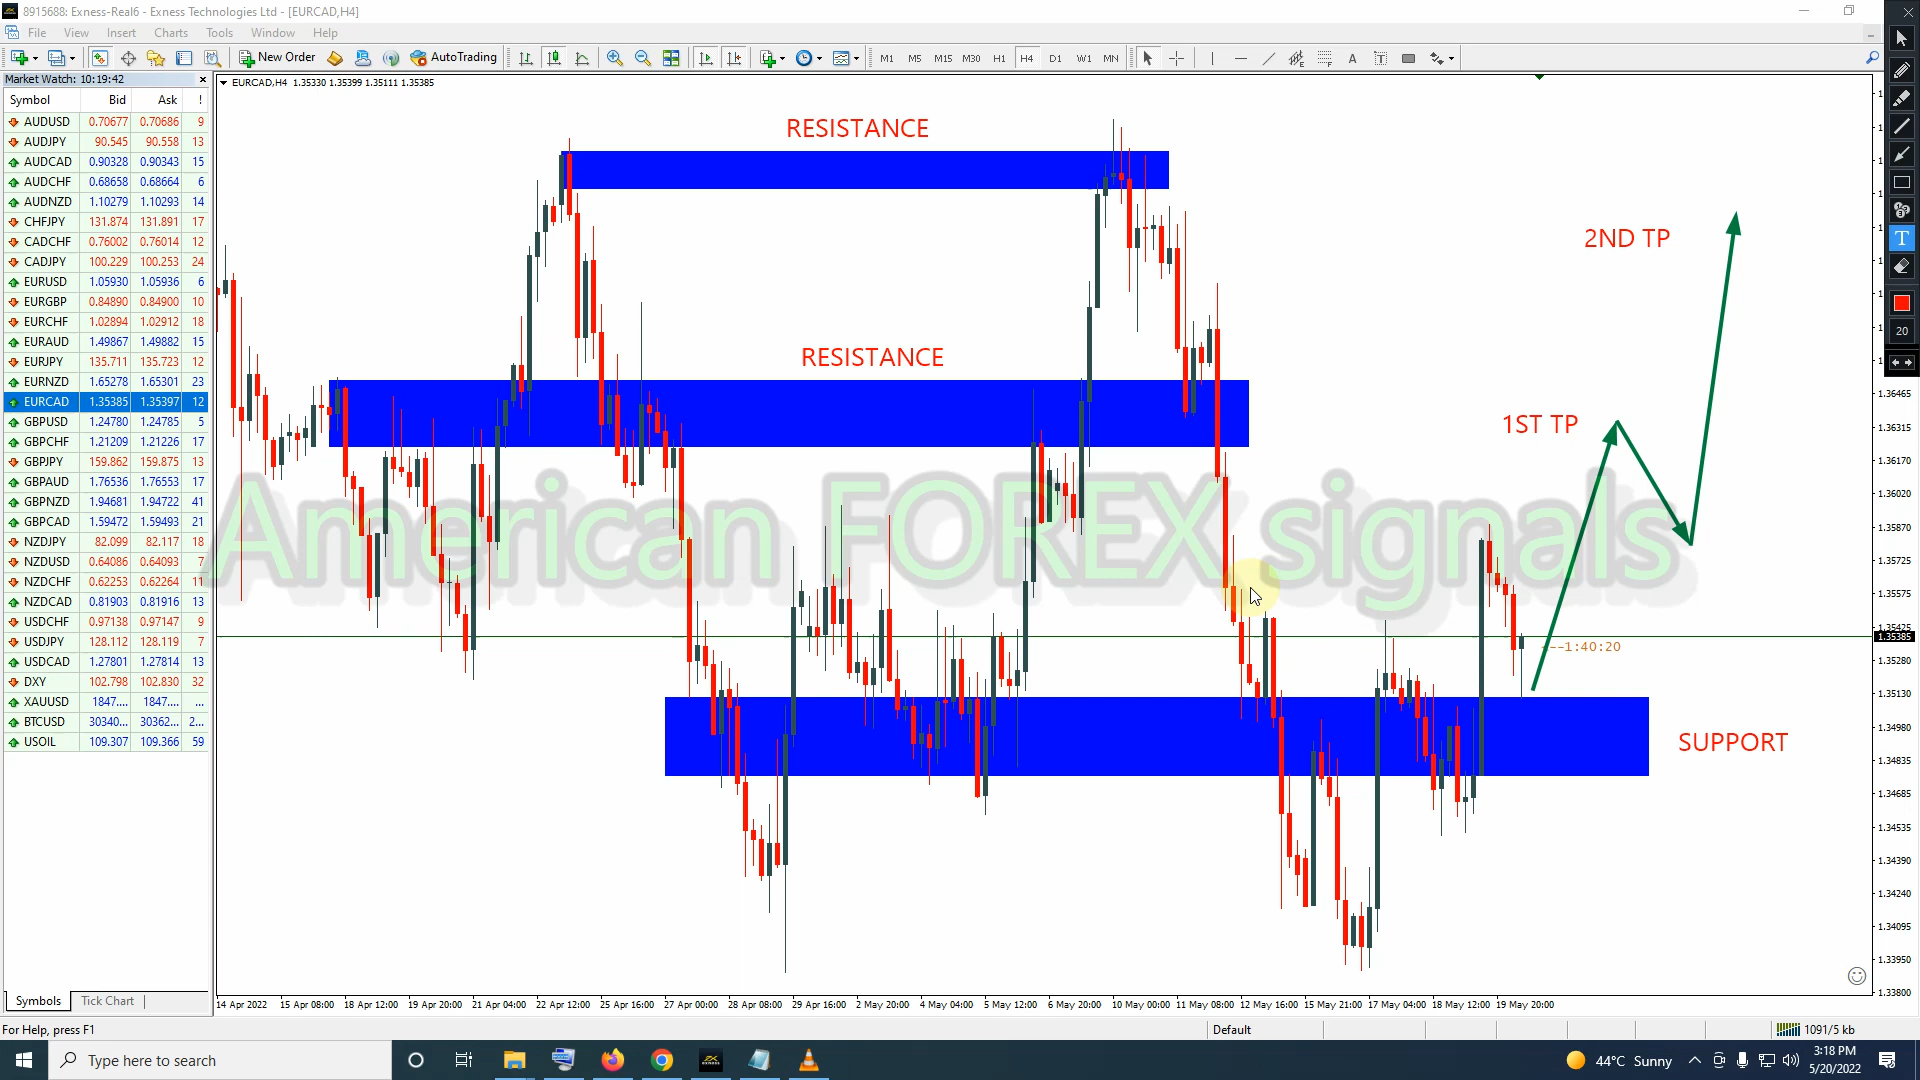 8915688: Exness-Real6 - Exness Technologies Ltd - [EURCAD,H4]
File View Insert Charts Tools Window Help
New Order AutoTrading M1 M5 M15 M30 H1 H4 D1 W1 MN A T
Market Watch: 10:19:42
Symbol Bid Ask !
AUDUSD 0.70677 0.70686 9
AUDJPY 90.545 90.558 13
AUDCAD 0.90328 0.90343 15
AUDCHF 0.68658 0.68664 6
AUDNZD 1.10279 1.10293 14
CHFJPY 131.874 131.891 17
CADCHF 0.76002 0.76014 12
CADJPY 100.229 100.253 24
EURUSD 1.05930 1.05936 6
EURGBP 0.84890 0.84900 10
EURCHF 1.02894 1.02912 18
EURAUD 1.49867 1.49882 15
EURJPY 135.711 135.723 12
EURNZD 1.65278 1.65301 23
EURCAD 1.35385 1.35397 12
GBPUSD 1.24780 1.24785 5
GBPCHF 1.21209 1.21226 17
GBPJPY 159.862 159.875 13
GBPAUD 1.76536 1.76553 17
GBPNZD 1.94681 1.94722 41
GBPCAD 1.59472 1.59493 21
NZDJPY 82.099 82.117 18
NZDUSD 0.64086 0.64093 7
NZDCHF 0.62253 0.62264 11
NZDCAD 0.81903 0.81916 13
USDCHF 0.97138 0.97147 9
USDJPY 128.112 128.119 7
USDCAD 1.27801 1.27814 13
DXY 102.798 102.830 32
XAUUSD 1847.... 1847.... ...
BTCUSD 30340... 30362... 2...
USOIL 109.307 109.366 59
Symbols Tick Chart
EURCAD,H4 1.35330 1.35399 1.35111 1.35385
RESISTANCE
2ND TP
RESISTANCE
1ST TP
American FOREX signals
<--1:40:20
SUPPORT
1.36465
1.36315
1.36170
1.36020
1.35870
1.35725
1.35575
1.35425
1.35385
1.35280
1.35130
1.34980
1.34835
1.34685
1.34535
1.34390
1.34240
1.34095
1.33950
1.33800
14 Apr 2022 15 Apr 08:00 18 Apr 12:00 19 Apr 20:00 21 Apr 04:00 22 Apr 12:00 25 Apr 16:00 27 Apr 00:00 28 Apr 08:00 29 Apr 16:00 2 May 20:00 4 May 04:00 5 May 12:00 6 May 20:00 10 May 00:00 11 May 08:00 12 May 16:00 15 May 21:00 17 May 04:00 18 May 12:00 19 May 20:00
T
20
For Help, press F1 Default 1091/5 kb
Type here to search
44°C Sunny
3:18 PM
5/20/2022